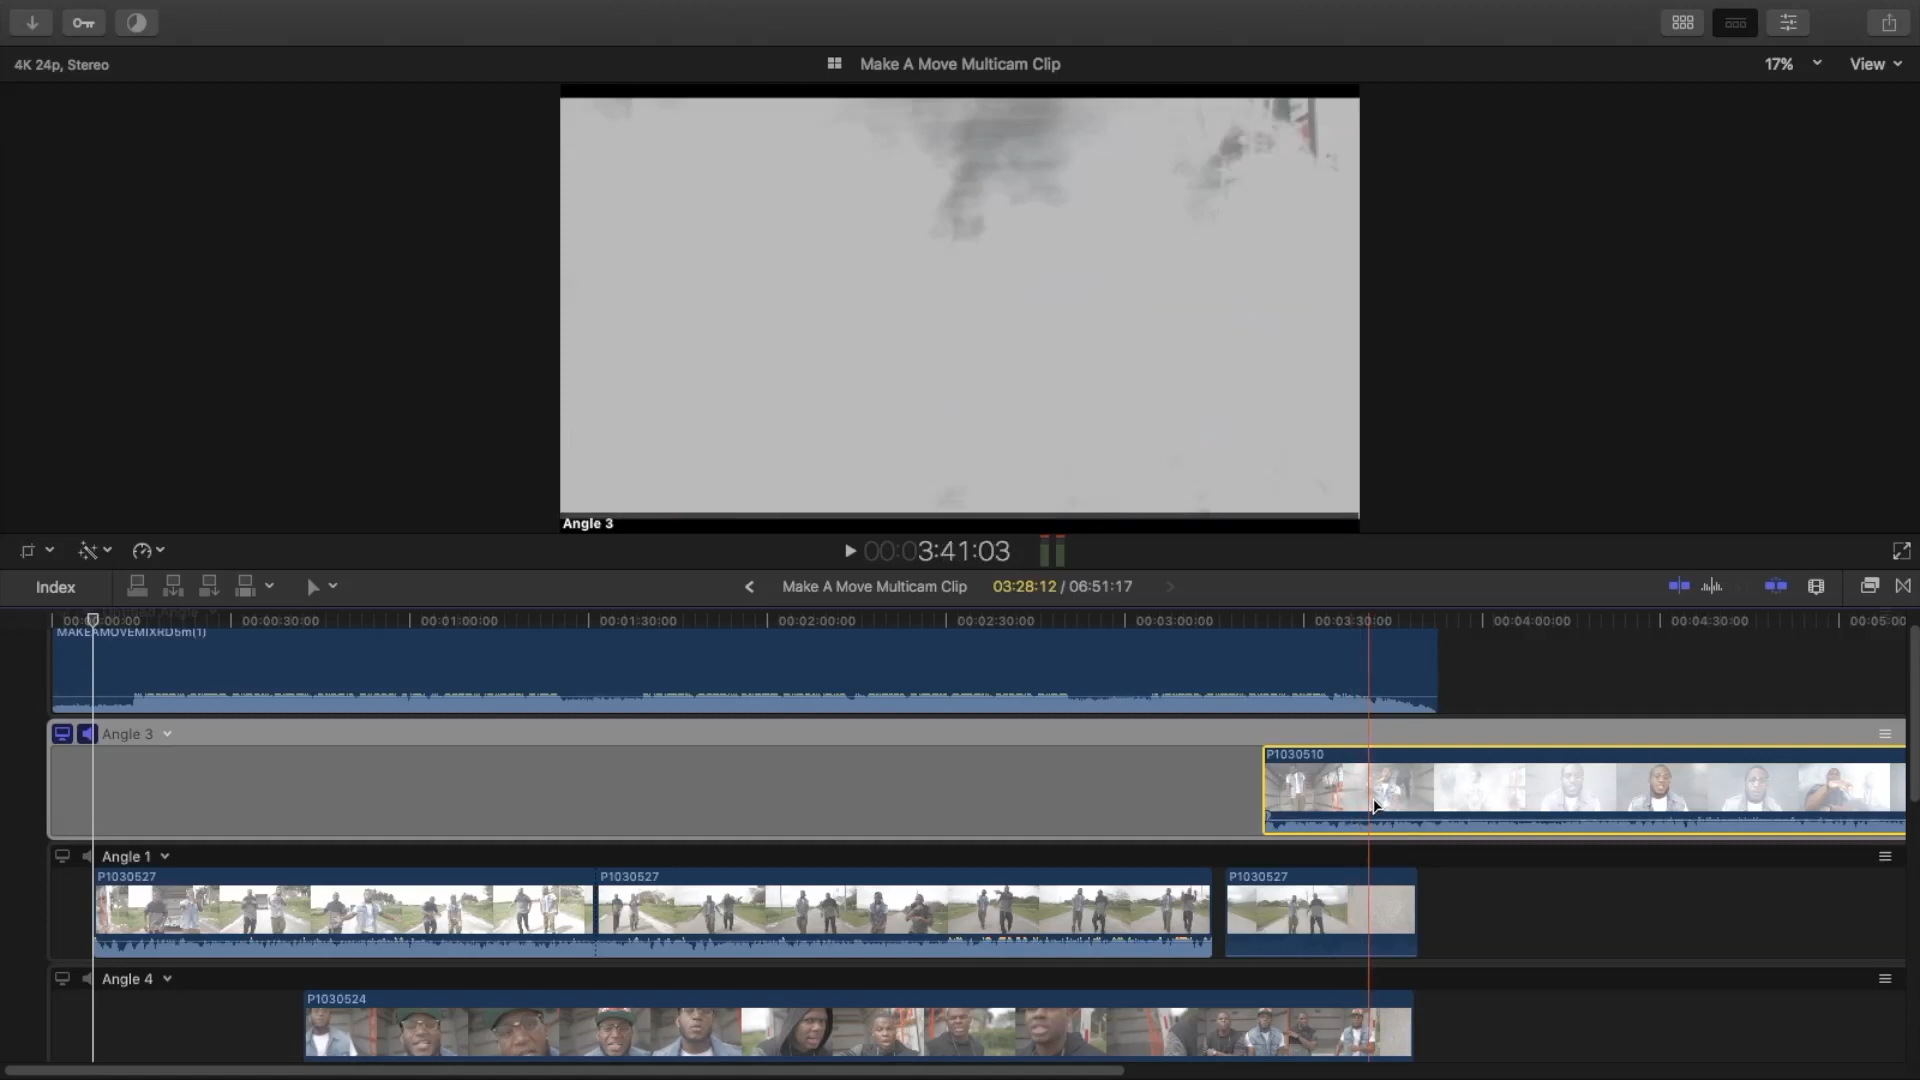 4K 24p, Stereo
Make A Move Multicam Clip
17%
View
Angle 3
00:03:41:03
Index
Make A Move Multicam Clip
03:28:12 / 06:51:17
00:00:00:00
00:00:30:00
00:01:00:00
00:01:30:00
00:02:00:00
00:02:30:00
00:03:00:00
00:03:30:00
00:04:00:00
00:04:30:00
00:05:00
MAKEAMOVEMIXRD5m(1)
Angle 3
P1030510
Angle 1
P1030527
P1030527
P1030527
Angle 4
P1030524